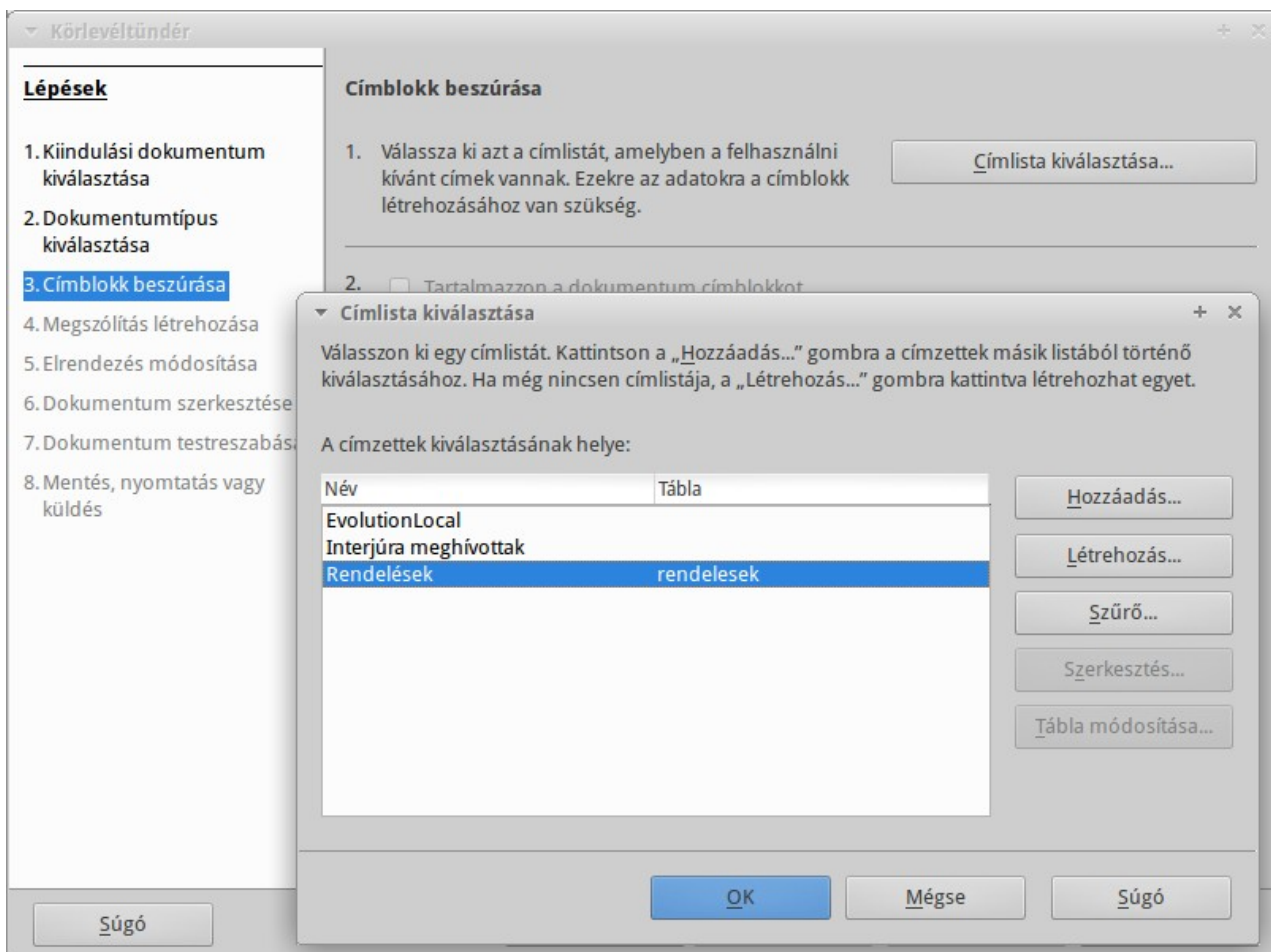 Körlevéltündér
Lépések
1. Kiindulási dokumentum
kiválasztása
2. Dokumentumtípus
kiválasztása
3. Címblokk beszúrása
4. Megszólítás létrehozása
5. Elrendezés módosítása
6. Dokumentum szerkesztése
7. Dokumentum testreszabás
8. Mentés, nyomtatás vagy
küldés
Súgó
Címblokk beszúrása
1. Válassza ki azt a címlistát, amelyben a felhasználni
kívánt címek vannak. Ezekre az adatokra a címblokk
létrehozásához van szükség.
Címlista kiválasztása...
2. Tartalmazzon a dokumentum címblokkot
Címlista kiválasztása
Válasszon ki egy címlistát. Kattintson a „Hozzáadás...” gombra a címzettek másik listából történő
kiválasztásához. Ha még nincsen címlistája, a „Létrehozás...” gombra kattintva létrehozhat egyet.
A címzettek kiválasztásának helye:
Név Tábla
EvolutionLocal
Interjúra meghívottak
Rendelések rendelesek
Hozzáadás...
Létrehozás...
Szűrő...
Szerkesztés...
Tábla módosítása...
OK Mégse Súgó